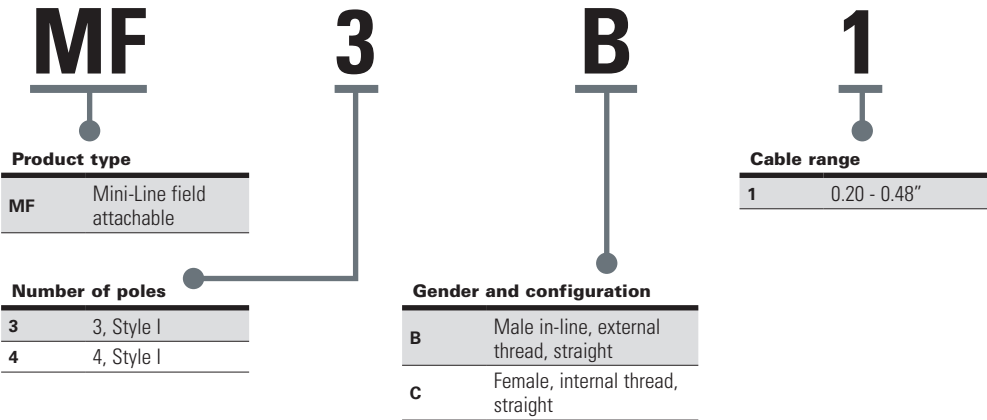 MF 3 B 1
Product type
MF Mini-Line field
attachable
Number of poles
3 3, Style I
4 4, Style I
Gender and configuration
B Male in-line, external
thread, straight
C Female, internal thread,
straight
Cable range
1 0.20 - 0.48”